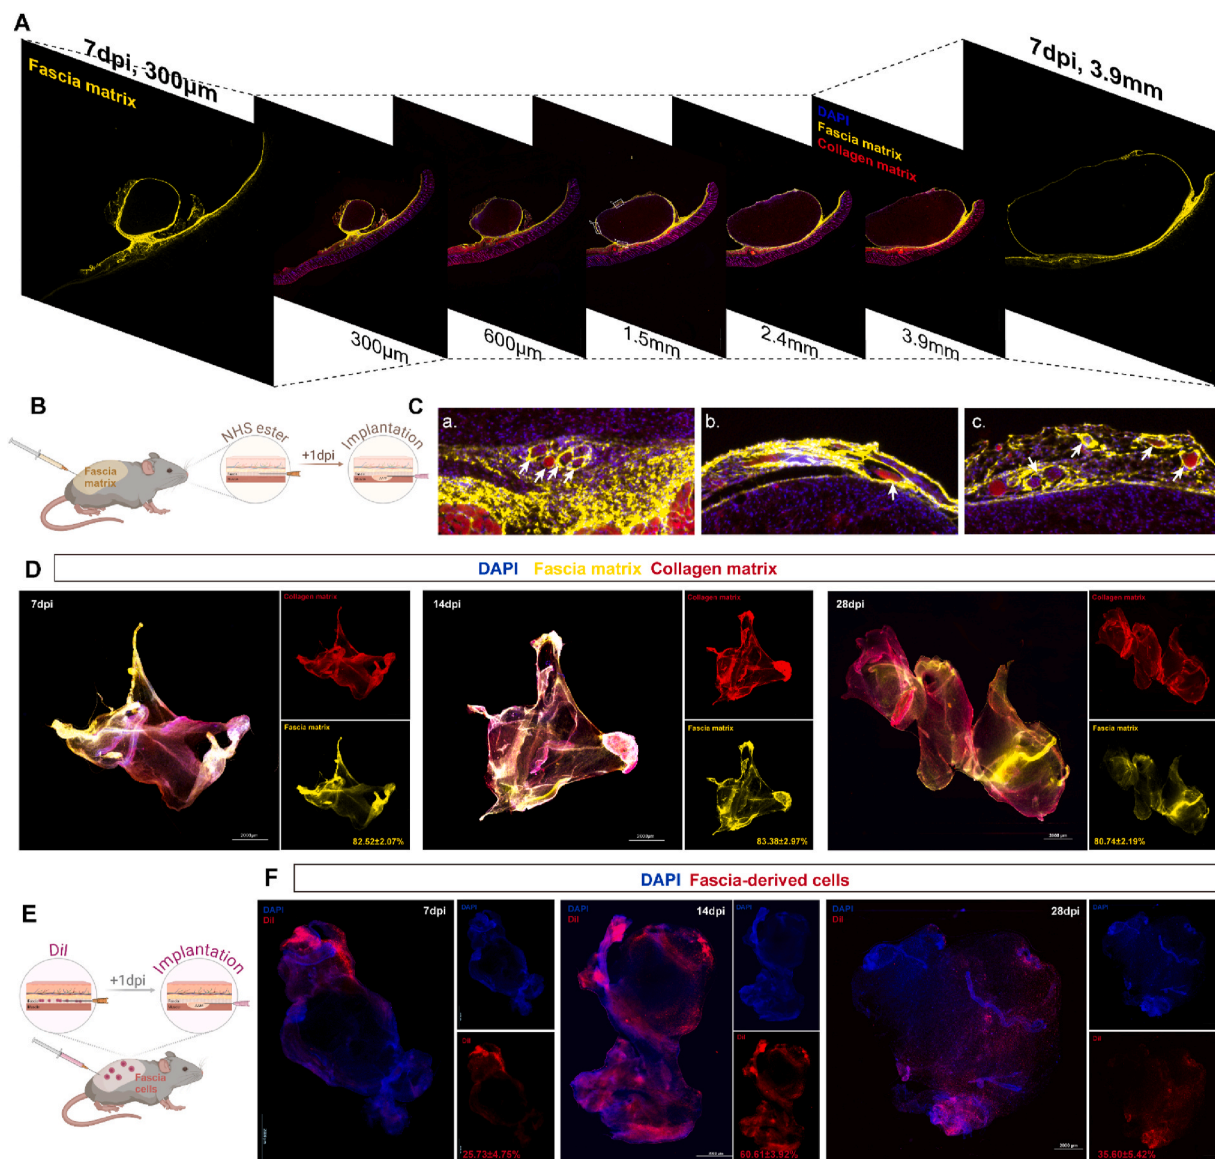 A
7dpi, 300µm
Fascia matrix
7dpi, 3.9mm
DAPI
Fascia matrix
Collagen matrix
300µm
600µm
1.5mm
2.4mm
3.9mm
B
Fascia
matrix
NHS ester
+1dpi
Implantation
C
a.
b.
c.
D
DAPI Fascia matrix Collagen matrix
7dpi
Collagen matrix
Fascia matrix
82.52±2.07%
14dpi
Collagen matrix
Fascia matrix
83.38±2.97%
28dpi
Collagen matrix
Fascia matrix
80.74±2.19%
E
DiI
+1dpi
Implantation
Fascia
cells
F
DAPI Fascia-derived cells
DAPI
DiI
7dpi
DAPI
DiI
25.73±4.75%
DAPI
DiI
14dpi
DAPI
DiI
60.61±3.92%
DAPI
DiI
28dpi
DAPI
DiI
35.60±5.42%